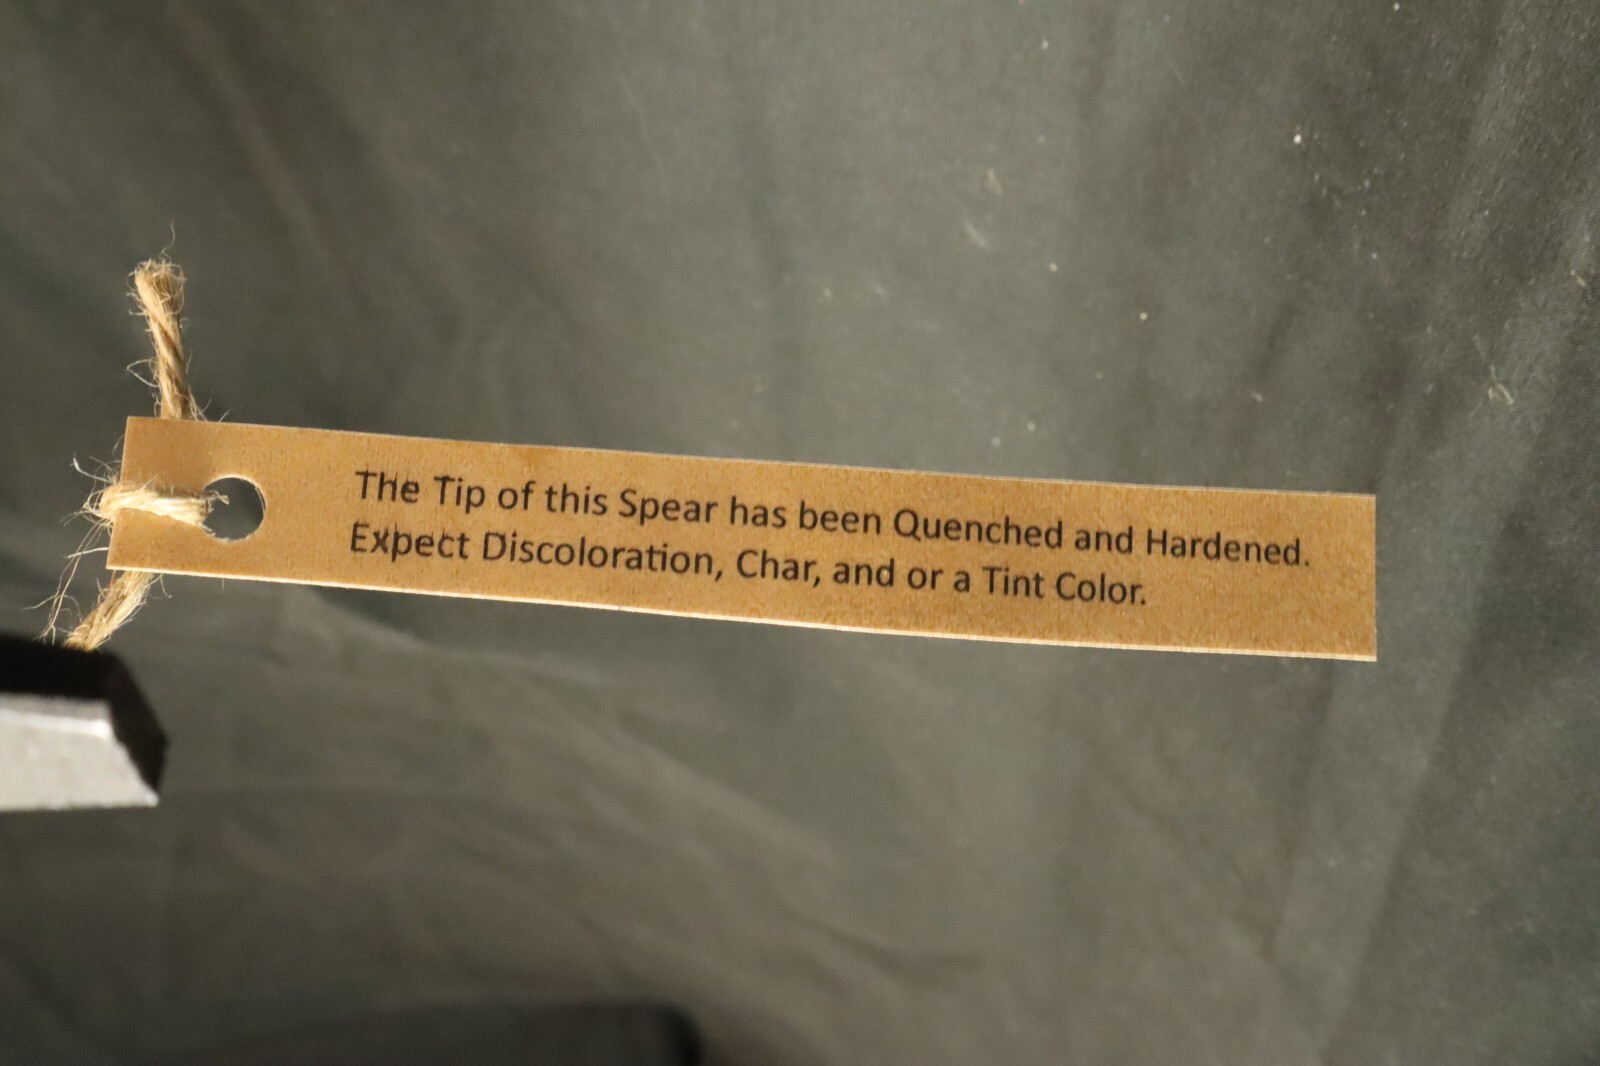 The Tip of this Spear has been Quenched and Hardened.
Expect Discoloration, Char, and or a Tint Color.